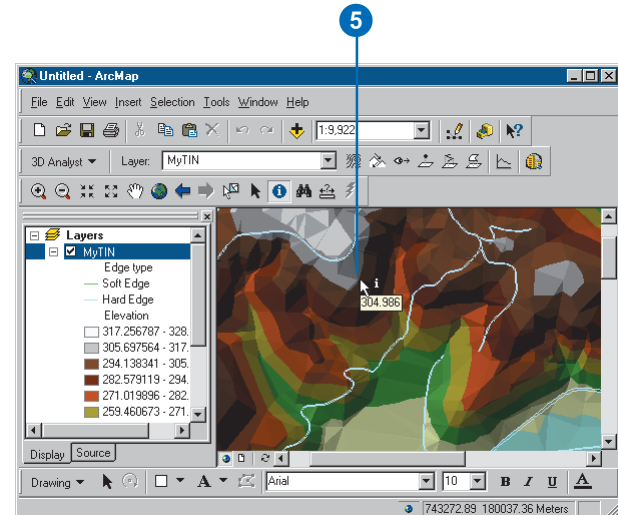 5
Untitled - ArcMap
File Edit View Insert Selection Tools Window Help
1:9,922
3D Analyst Layer: MyTIN
Layers
MyTIN
Edge type
Soft Edge
Hard Edge
Elevation
317.256787 - 328.
305.697564 - 317.
294.138341 - 305.
282.579119 - 294.
271.019896 - 282.
259.460673 - 271.
304.986
Display Source
Drawing A Arial 10 B I U A
743272.89 180037.36 Meters